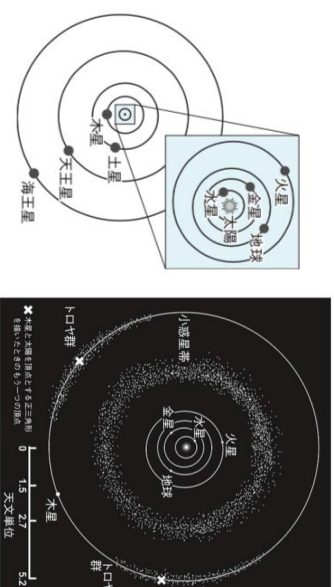 木星
土星
天王星
海王星
火星
金星
地球
太陽
水星
トロヤ群
小惑星帯
水星
金星
火星
地球
木星
トロヤ群
✖木星と太陽を頂点とする正三角形
を描いたときのもう一つの頂点
0 1.5 2.7 5.2
天文単位